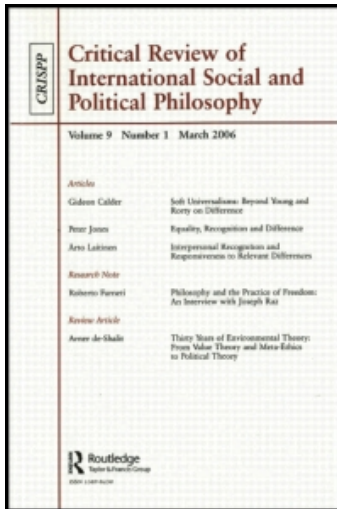 CRISPP
Critical Review of
International Social and
Political Philosophy
Volume 9 Number 1 March 2006
Articles
Gideon Calder Soft Universalisms: Beyond Young and
Rorty on Difference
Peter Jones Equality, Recognition and Difference
Arto Laitinen Interpersonal Recognition and
Responsiveness to Relevant Differences
Research Note
Roberto Farneti Philosophy and the Practice of Freedom:
An Interview with Joseph Raz
Review Article
Avner de-Shalit Thirty Years of Environmental Theory:
From Value Theory and Meta-Ethics
to Political Theory
R Routledge
Taylor & Francis Group
ISSN